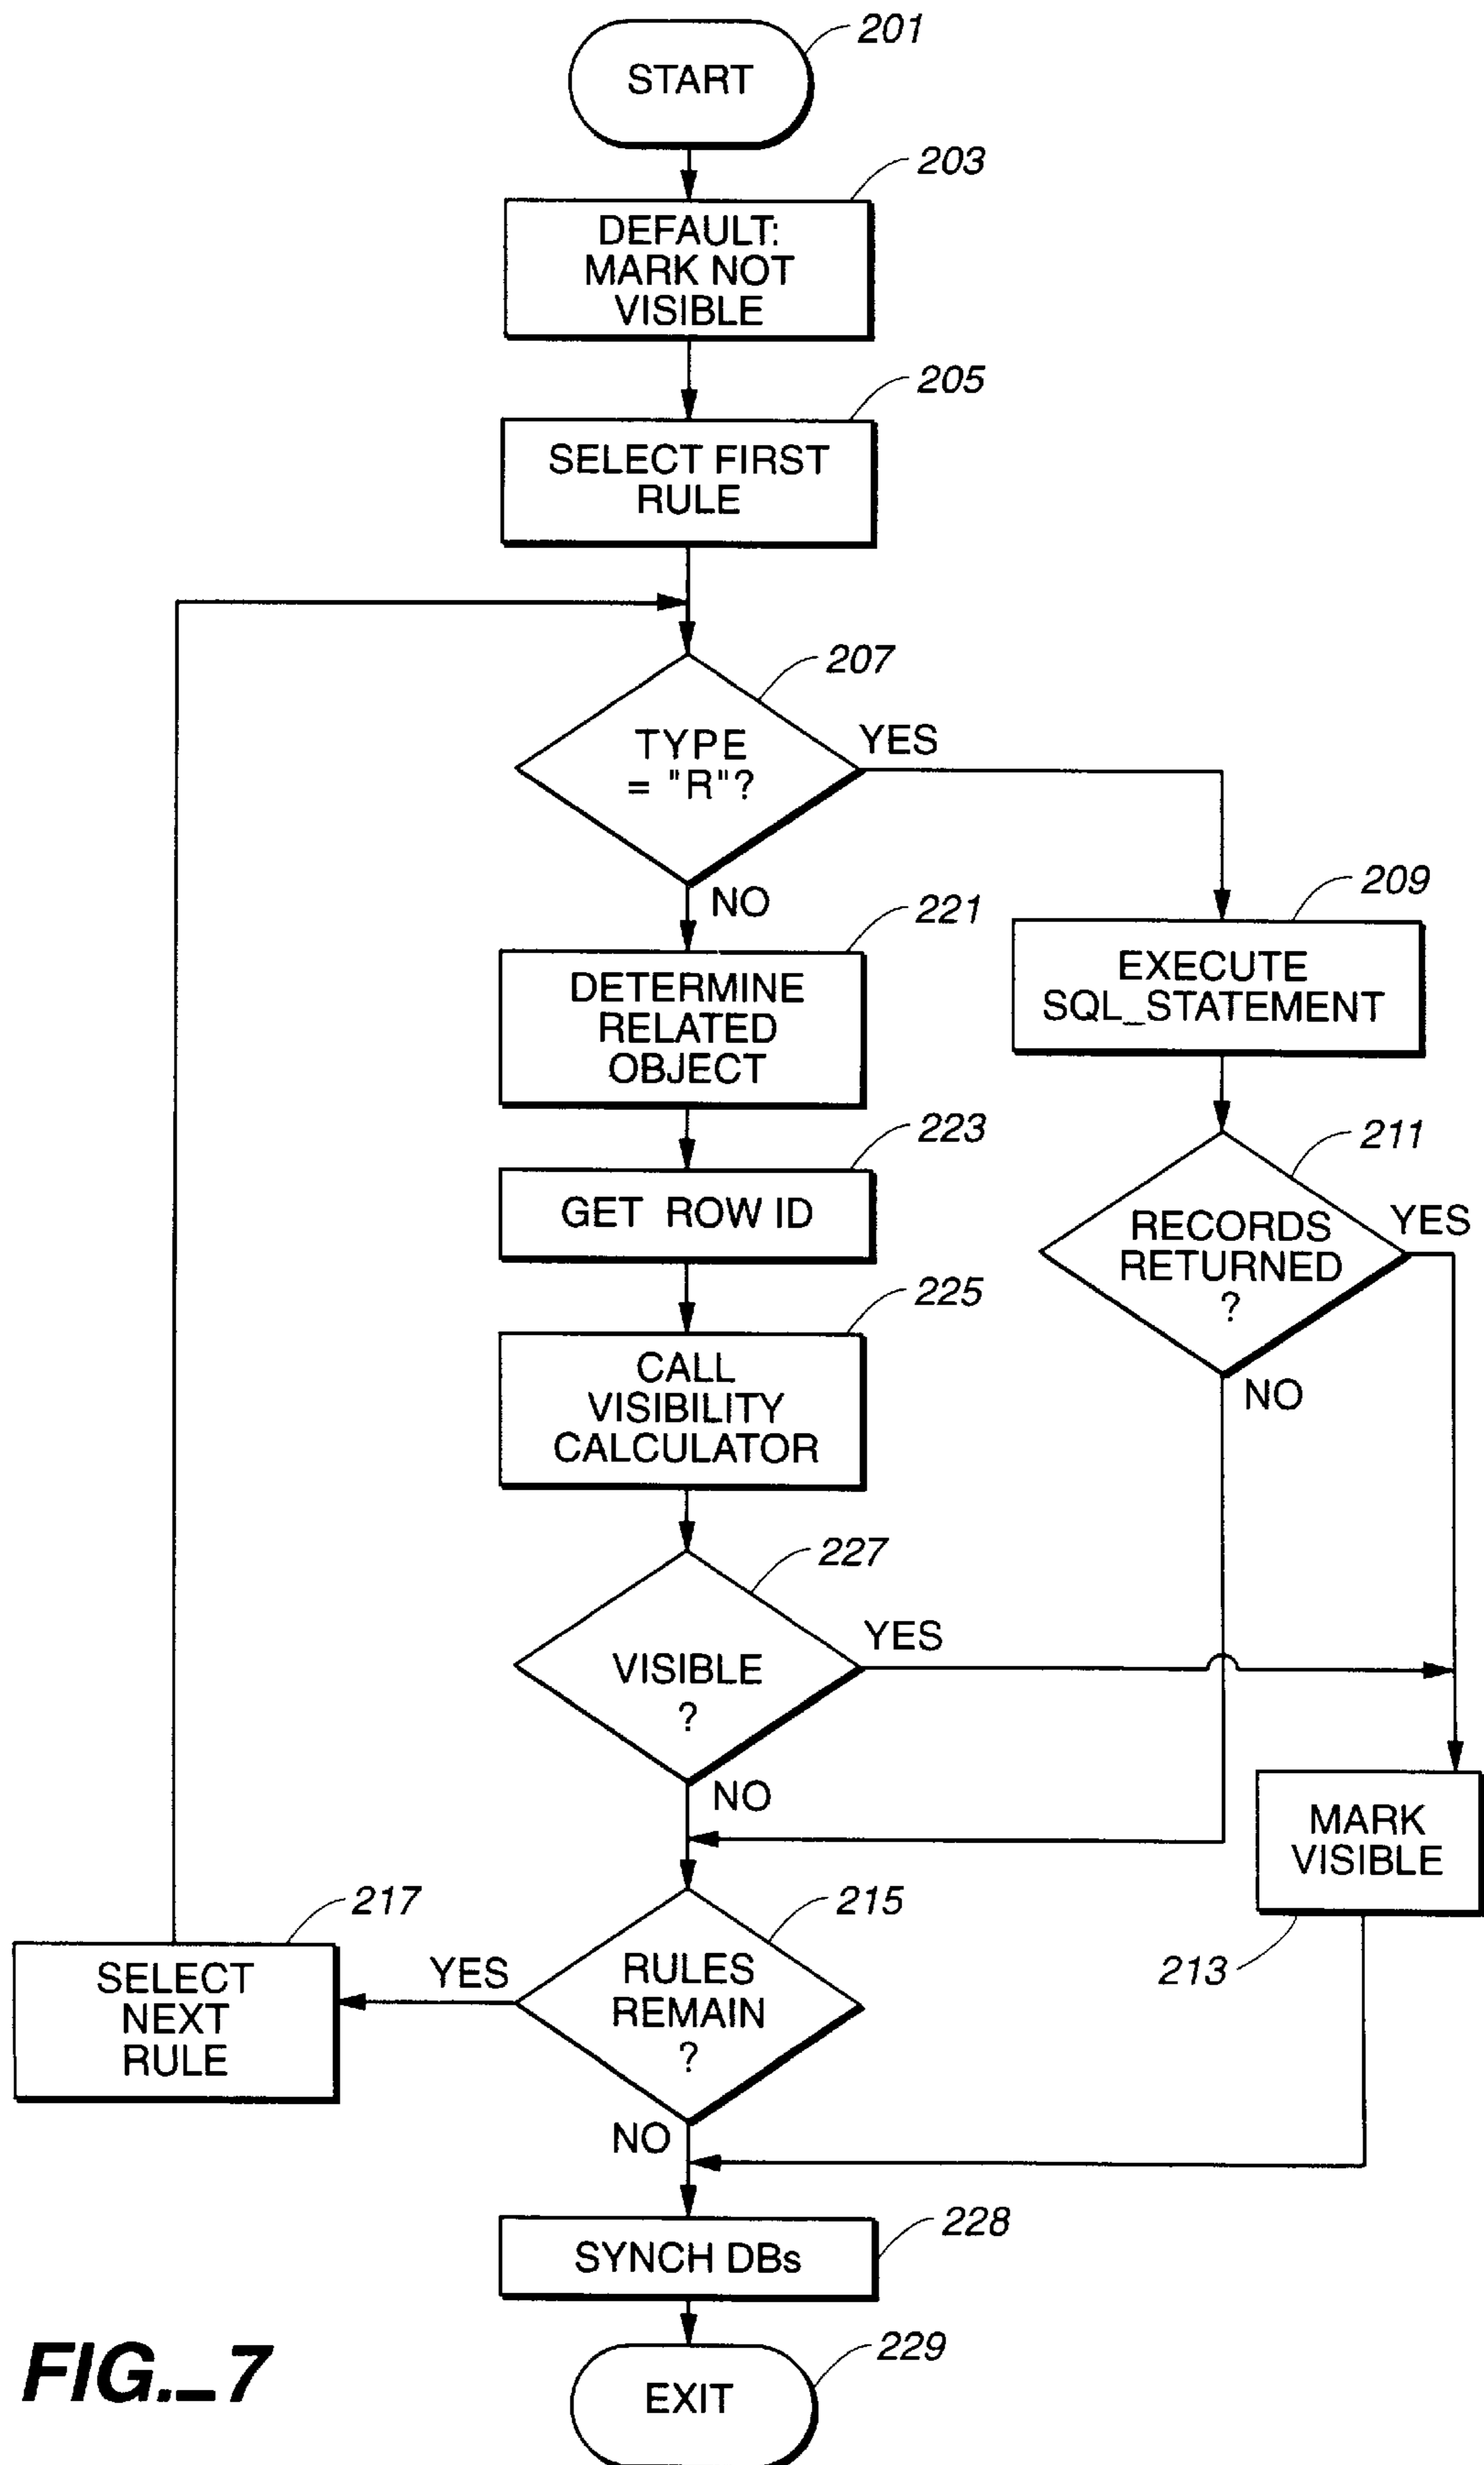 201
START
203
DEFAULT:
MARK NOT
VISIBLE
205
SELECT FIRST
RULE
207
TYPE
= "R"?
YES
NO
209
EXECUTE
SQL_STATEMENT
221
DETERMINE
RELATED
OBJECT
211
RECORDS
RETURNED
?
YES
NO
223
GET ROW ID
225
CALL
VISIBILITY
CALCULATOR
227
VISIBLE
?
YES
NO
MARK
VISIBLE
213
215
RULES
REMAIN
?
YES
NO
217
SELECT
NEXT
RULE
228
SYNCH DBs
229
EXIT
FIG._7